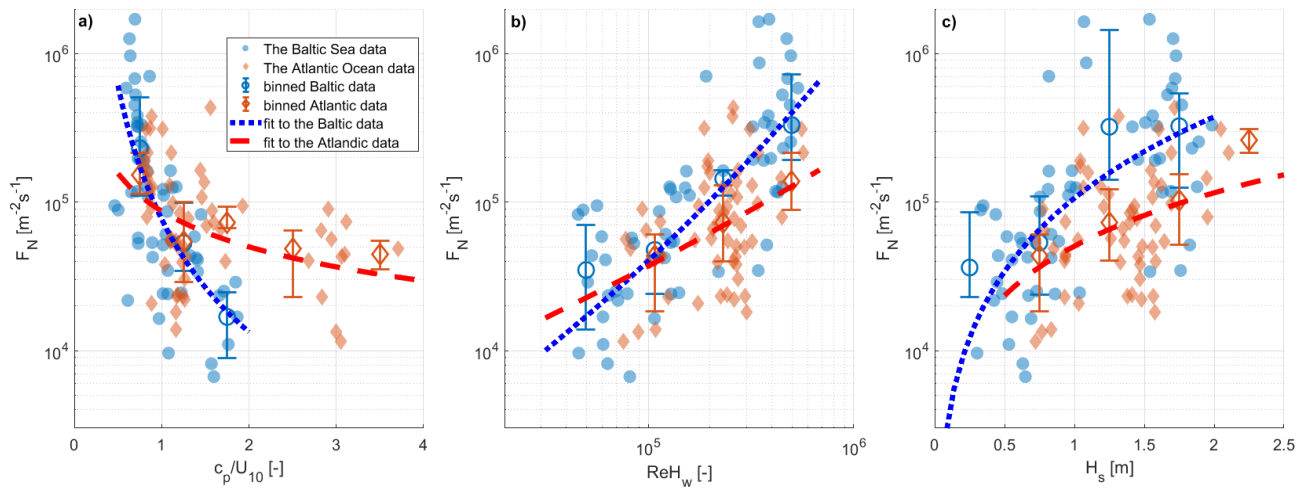 a)
The Baltic Sea data
The Atlantic Ocean data
binned Baltic data
binned Atlantic data
fit to the Baltic data
fit to the Atlandic data
10^6
10^5
10^4
F_N [m^-2 s^-1]
0 1 2 3 4
c_p/U_10 [-]
b)
10^6
10^5
10^4
F_N [m^-2 s^-1]
10^5 10^6
ReH_w [-]
c)
10^6
10^5
10^4
F_N [m^-2 s^-1]
0 0.5 1 1.5 2 2.5
H_s [m]